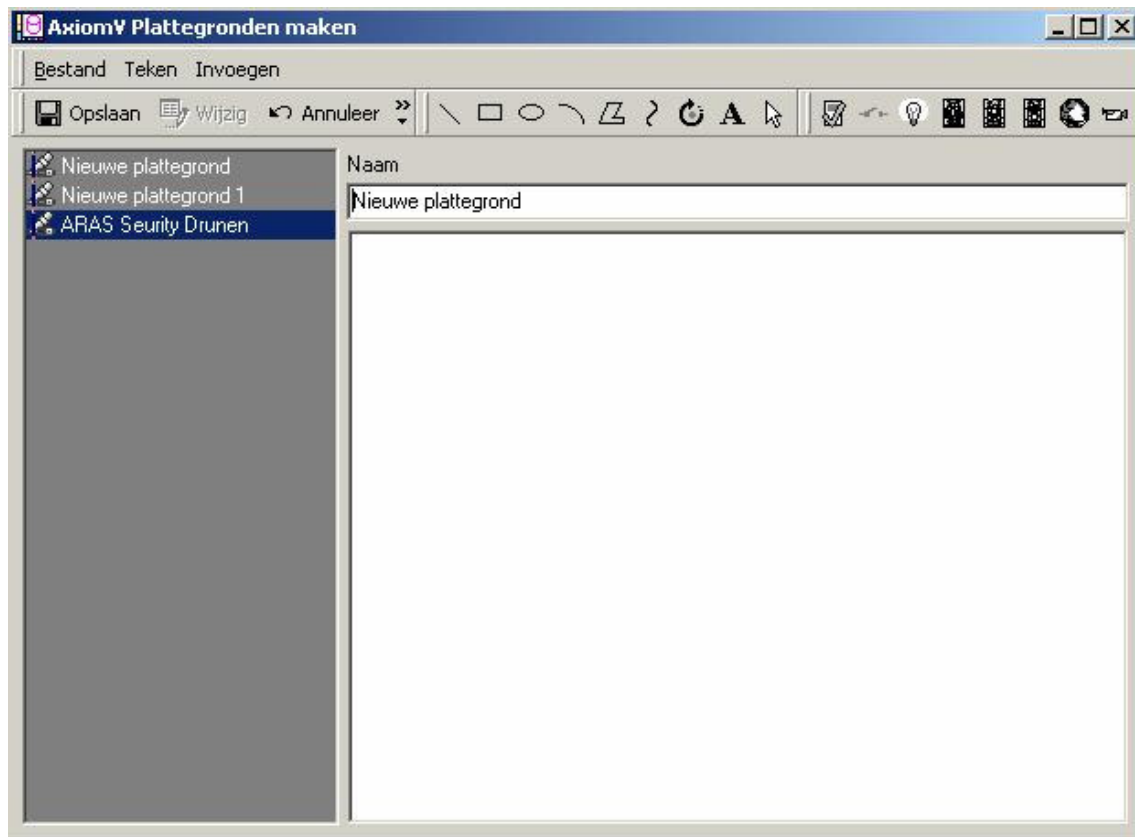 AxiomV Plattegronden maken
Bestand Teken Invoegen
Opslaan Wijzig Annuleer A
Nieuwe plattegrond
Nieuwe plattegrond 1
ARAS Seurity Drunen
Naam
Nieuwe plattegrond